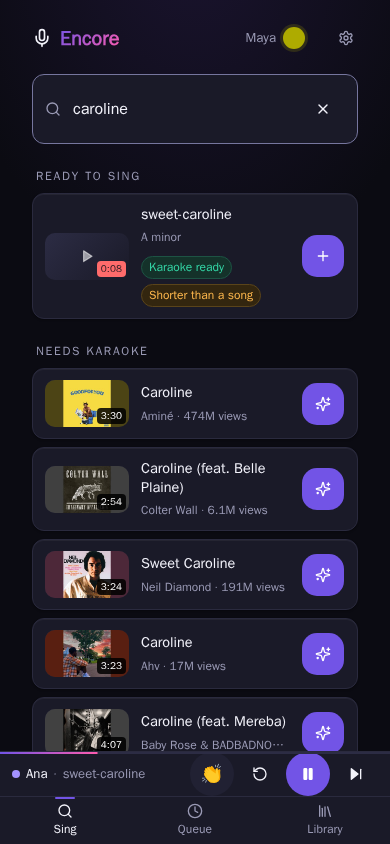 Encore
Maya
caroline
READY TO SING
sweet-caroline
A minor
0:08
Karaoke ready
Shorter than a song
NEEDS KARAOKE
GOODFORYOU
3:30
Caroline
Aminé · 474M views
COLTER WALL
2:54
Caroline (feat. Belle
Plaine)
Colter Wall · 6.1M views
NEIL
DIAMOND
3:24
Sweet Caroline
Neil Diamond · 191M views
3:23
Caroline
Ahv · 17M views
4:07
Caroline (feat. Mereba)
Baby Rose & BADBADNO···
Ana · sweet-caroline
Sing
Queue
Library